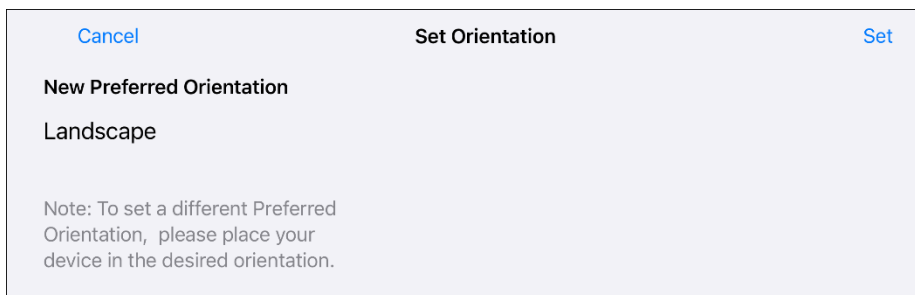 Cancel Set Orientation Set
New Preferred Orientation
Landscape
Note: To set a different Preferred
Orientation,  please place your
device in the desired orientation.